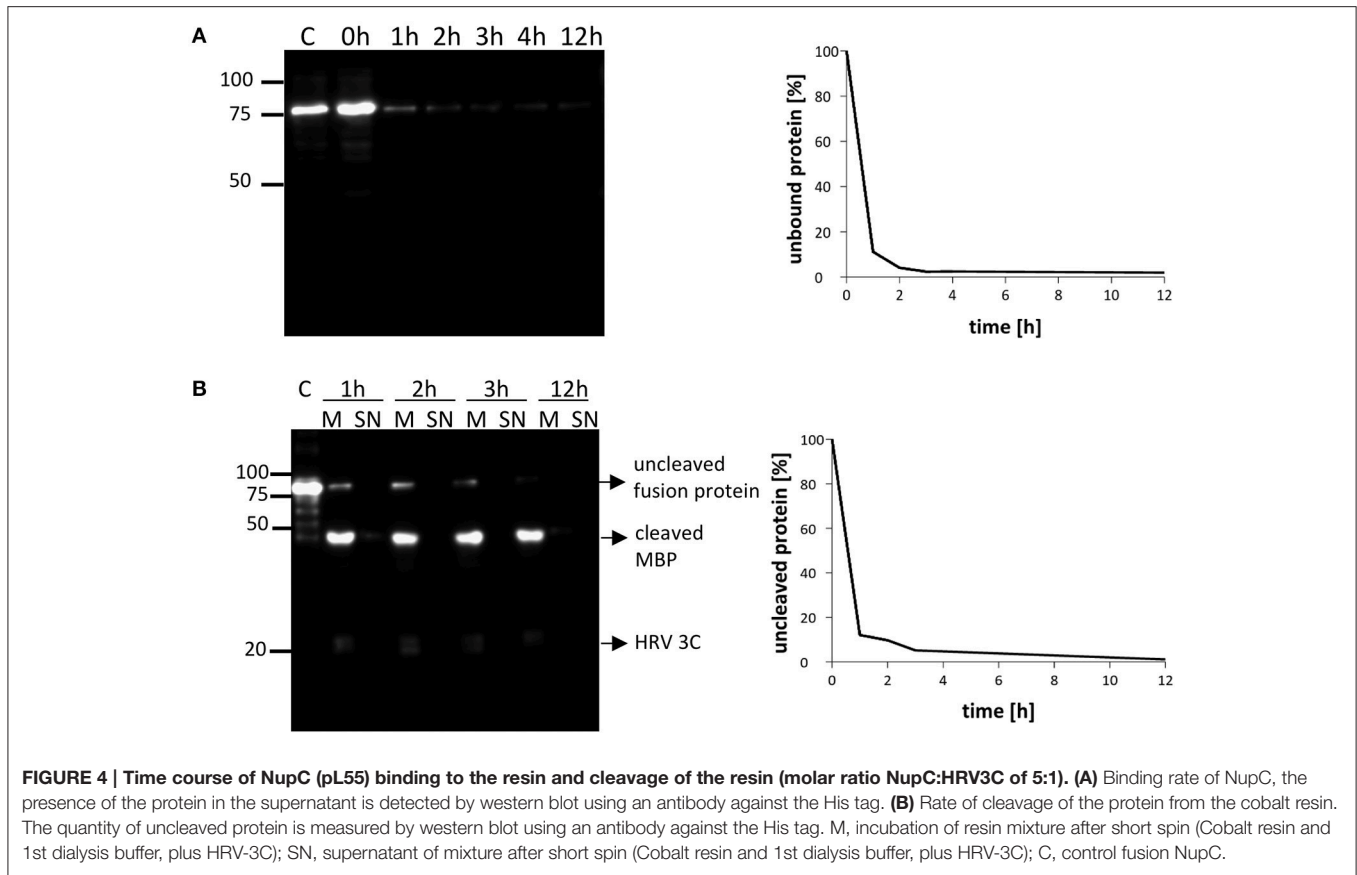 A
C 0h 1h 2h 3h 4h 12h
100
75
50
100
80
60
40
20
0
unbound protein [%]
0 2 4 6 8 10 12
time [h]
B
C 1h 2h 3h 12h
M SN M SN M SN M SN
100
75
50
20
uncleaved
fusion protein
cleaved
MBP
HRV 3C
100
80
60
40
20
0
uncleaved protein [%]
0 2 4 6 8 10 12
time [h]
FIGURE 4 | Time course of NupC (pL55) binding to the resin and cleavage of the resin (molar ratio NupC:HRV3C of 5:1). (A) Binding rate of NupC, the
presence of the protein in the supernatant is detected by western blot using an antibody against the His tag. (B) Rate of cleavage of the protein from the cobalt resin.
The quantity of uncleaved protein is measured by western blot using an antibody against the His tag. M, incubation of resin mixture after short spin (Cobalt resin and
1st dialysis buffer, plus HRV-3C); SN, supernatant of mixture after short spin (Cobalt resin and 1st dialysis buffer, plus HRV-3C); C, control fusion NupC.